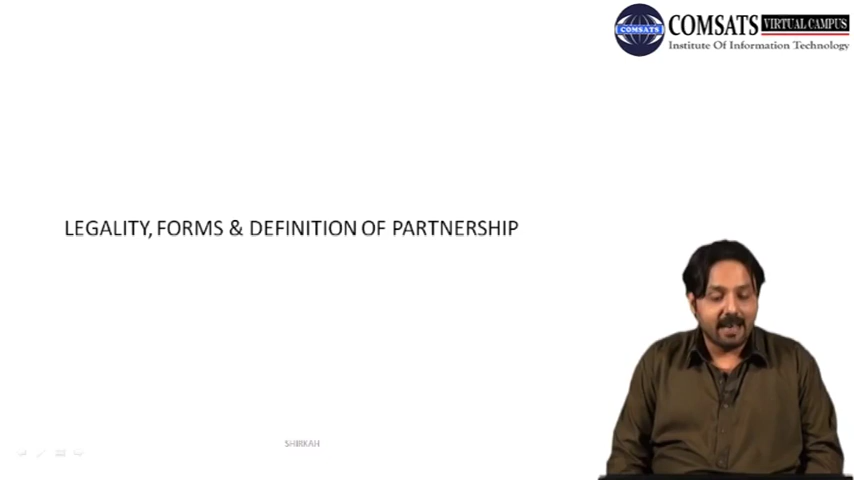 COMSATS VIRTUAL CAMPUS
COMSATS
Institute Of Information Technology
LEGALITY, FORMS & DEFINITION OF PARTNERSHIP
SHIRKAH